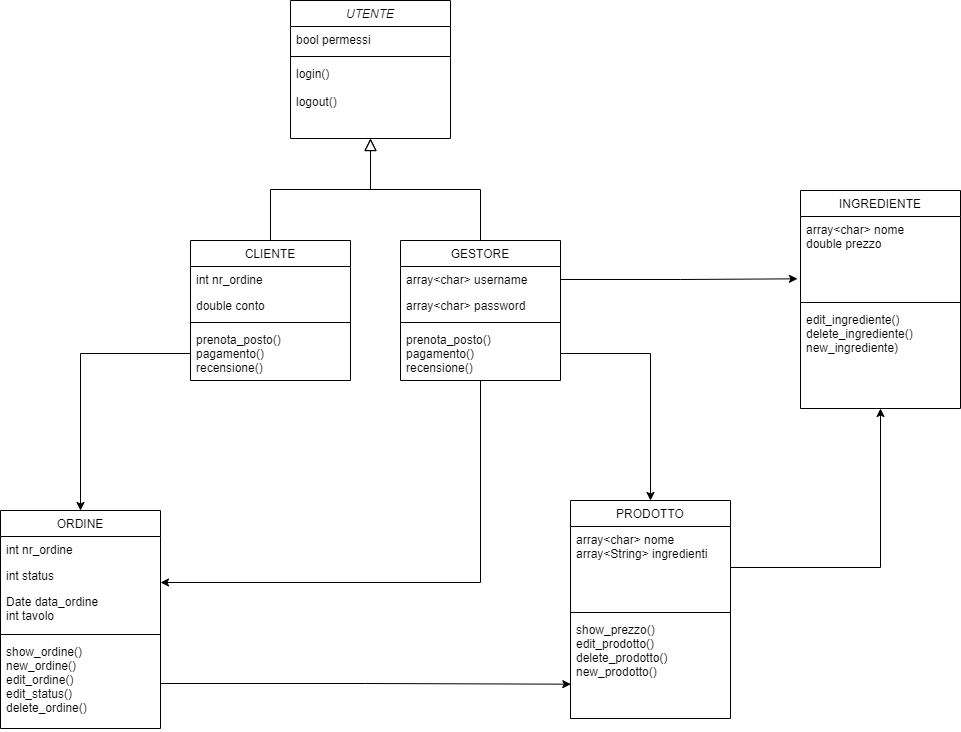 UTENTE
bool permessi
login()
logout()
CLIENTE
int nr_ordine
double conto
prenota_posto()
pagamento()
recensione()
GESTORE
array<char> username
array<char> password
prenota_posto()
pagamento()
recensione()
INGREDIENTE
array<char> nome
double prezzo
edit_ingrediente()
delete_ingrediente()
new_ingrediente)
ORDINE
int nr_ordine
int status
Date data_ordine
int tavolo
show_ordine()
new_ordine()
edit_ordine()
edit_status()
delete_ordine()
PRODOTTO
array<char> nome
array<String> ingredienti
show_prezzo()
edit_prodotto()
delete_prodotto()
new_prodotto()